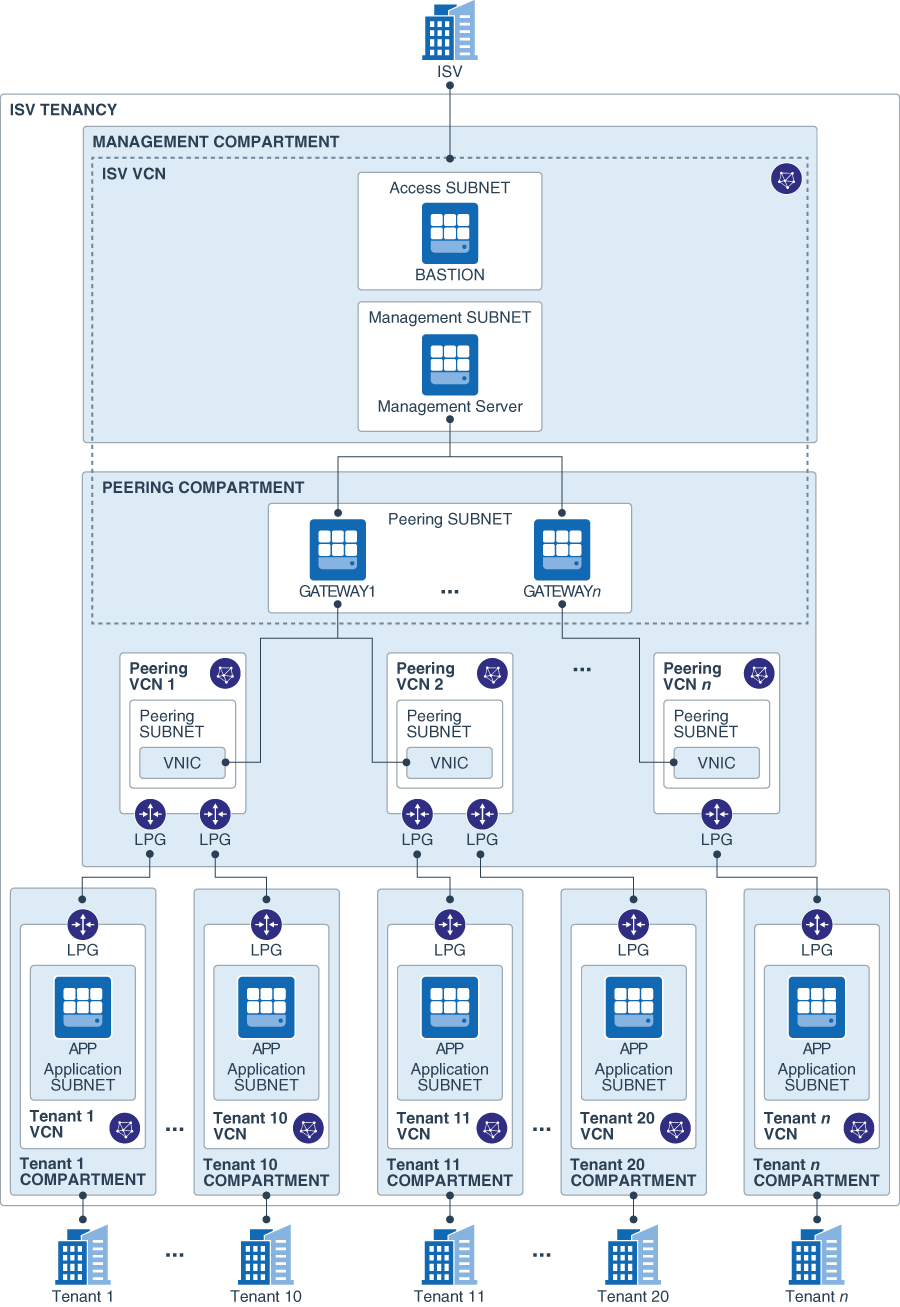 ISV
ISV TENANCY
MANAGEMENT COMPARTMENT
ISV VCN
Access SUBNET
BASTION
Management SUBNET
Management Server
PEERING COMPARTMENT
Peering SUBNET
GATEWAY1
...
GATEWAYn
Peering
VCN 1
Peering
SUBNET
VNIC
LPG
LPG
Peering
VCN 2
Peering
SUBNET
VNIC
LPG
LPG
...
Peering
VCN n
Peering
SUBNET
VNIC
LPG
LPG
APP
Application
SUBNET
Tenant 1
VCN
Tenant 1
COMPARTMENT
...
LPG
APP
Application
SUBNET
Tenant 10
VCN
Tenant 10
COMPARTMENT
LPG
APP
Application
SUBNET
Tenant 11
VCN
Tenant 11
COMPARTMENT
...
LPG
APP
Application
SUBNET
Tenant 20
VCN
Tenant 20
COMPARTMENT
LPG
APP
Application
SUBNET
Tenant n
VCN
Tenant n
COMPARTMENT
Tenant 1
...
Tenant 10
Tenant 11
...
Tenant 20
Tenant n